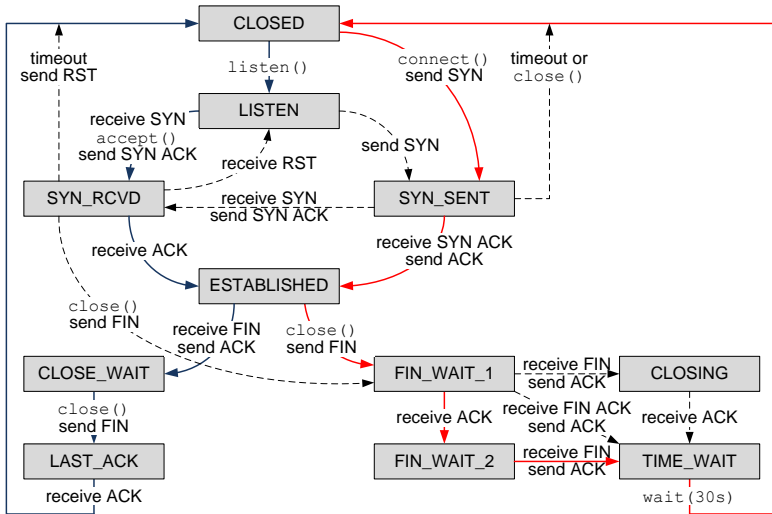 CLOSED
timeout
send RST
listen()
connect()
send SYN
timeout or
close()
LISTEN
receive SYN
accept()
send SYN ACK
receive RST
send SYN
SYN_RCVD
receive SYN
send SYN ACK
SYN_SENT
receive ACK
receive SYN ACK
send ACK
ESTABLISHED
close()
send FIN
receive FIN
send ACK
close()
send FIN
CLOSE_WAIT
FIN_WAIT_1
receive FIN
send ACK
CLOSING
close()
send FIN
receive ACK
receive FIN ACK
send ACK
receive ACK
LAST_ACK
FIN_WAIT_2
receive FIN
send ACK
TIME_WAIT
receive ACK
wait(30s)